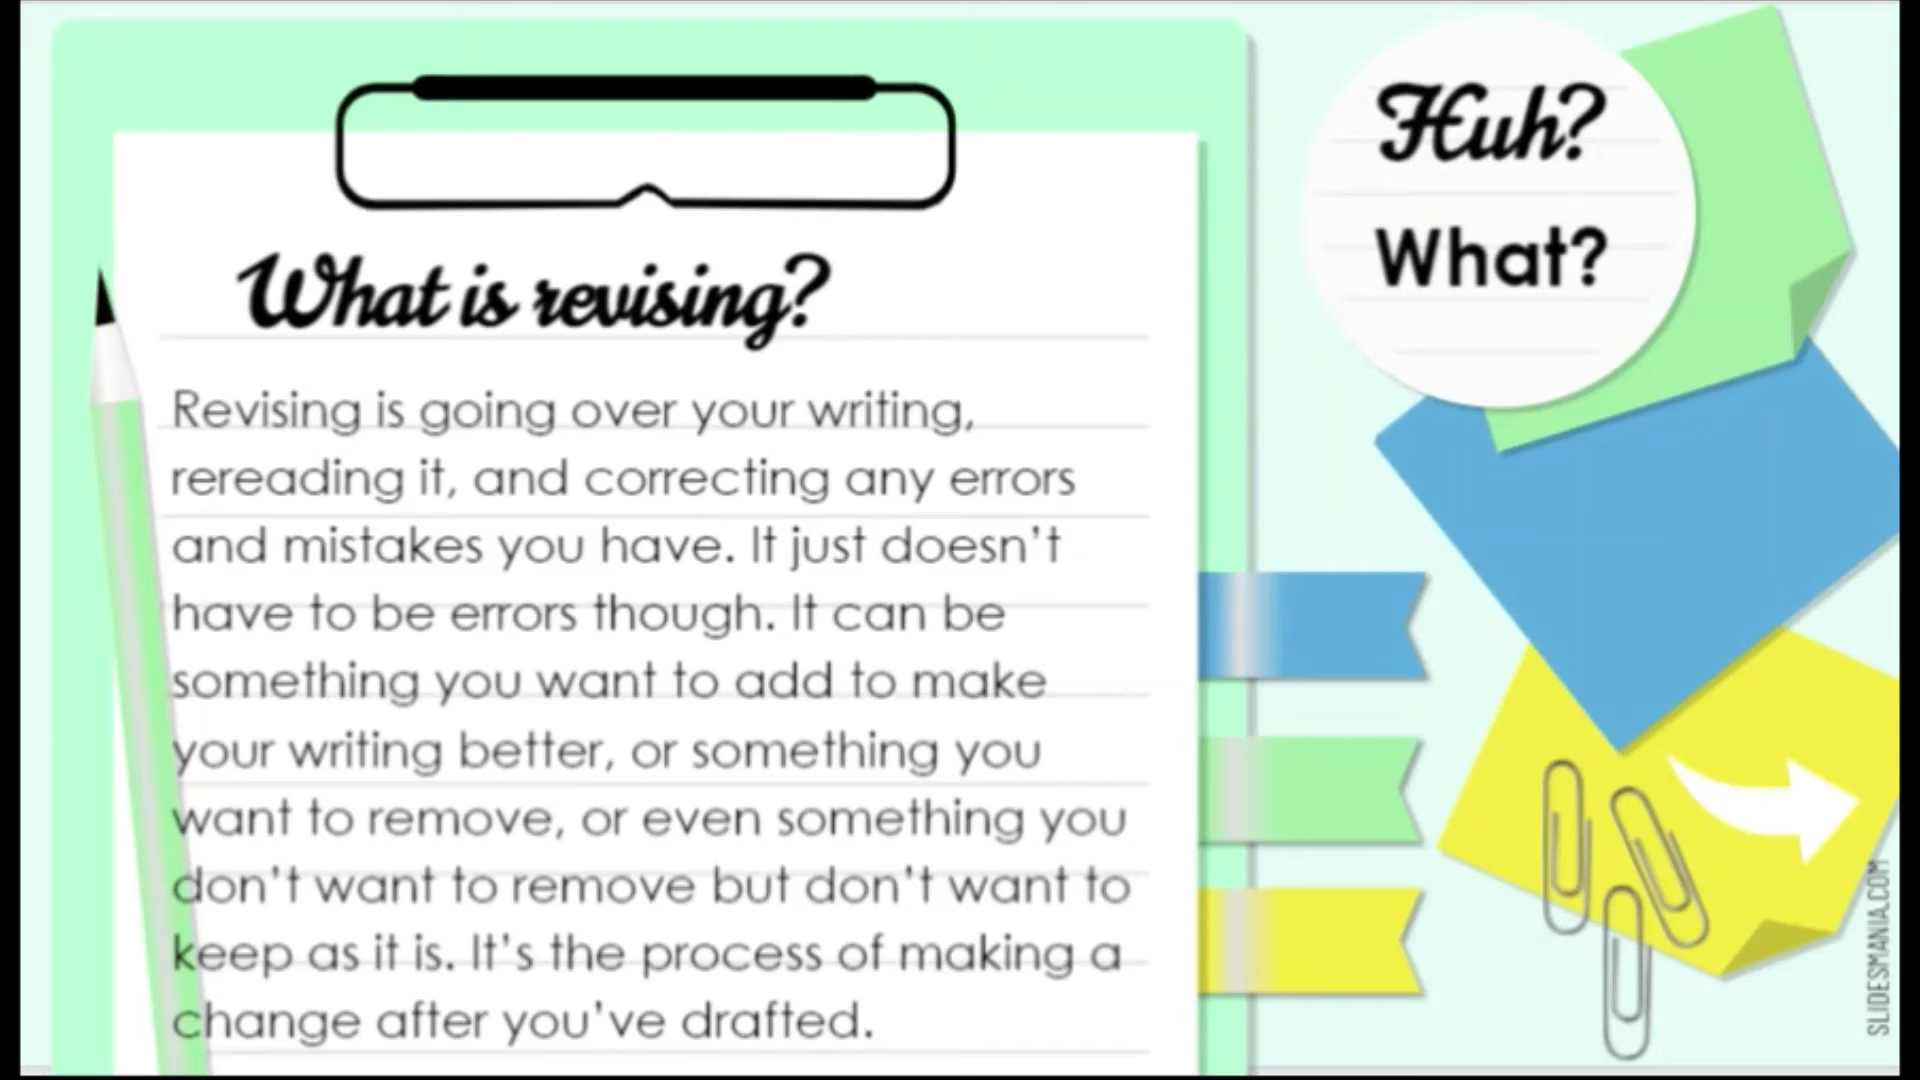 What is revising?
Revising is going over your writing,
rereading it, and correcting any errors
and mistakes you have. It just doesn't
have to be errors though. It can be
something you want to add to make
your writing better, or something you
want to remove, or even something you
don't want to remove but don't want to
keep as it is. It's the process of making a
change after you've drafted.
Huh?
What?
SLIDESMANIA.COM